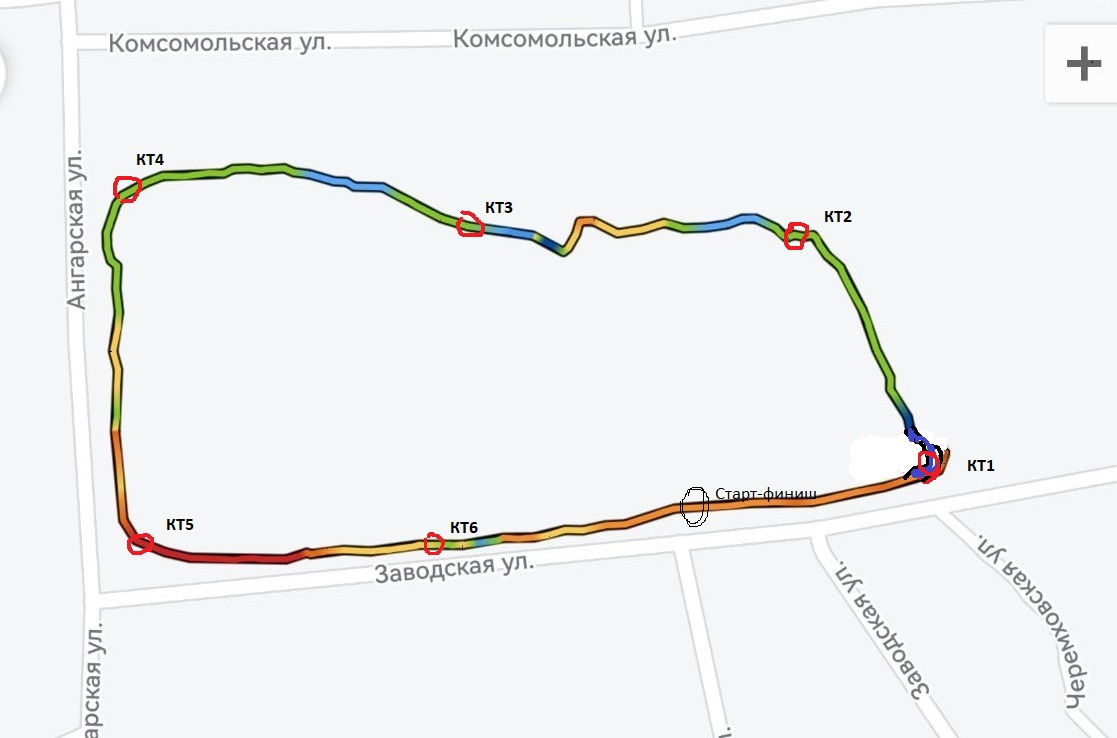 Комсомольская ул.
Комсомольская ул.
КТ4
Ангарская ул.
КТ3
КТ2
КТ1
Старт-финиш
КТ5
КТ6
Заводская ул.
Заводская ул.
Черемховская ул.
арская ул.